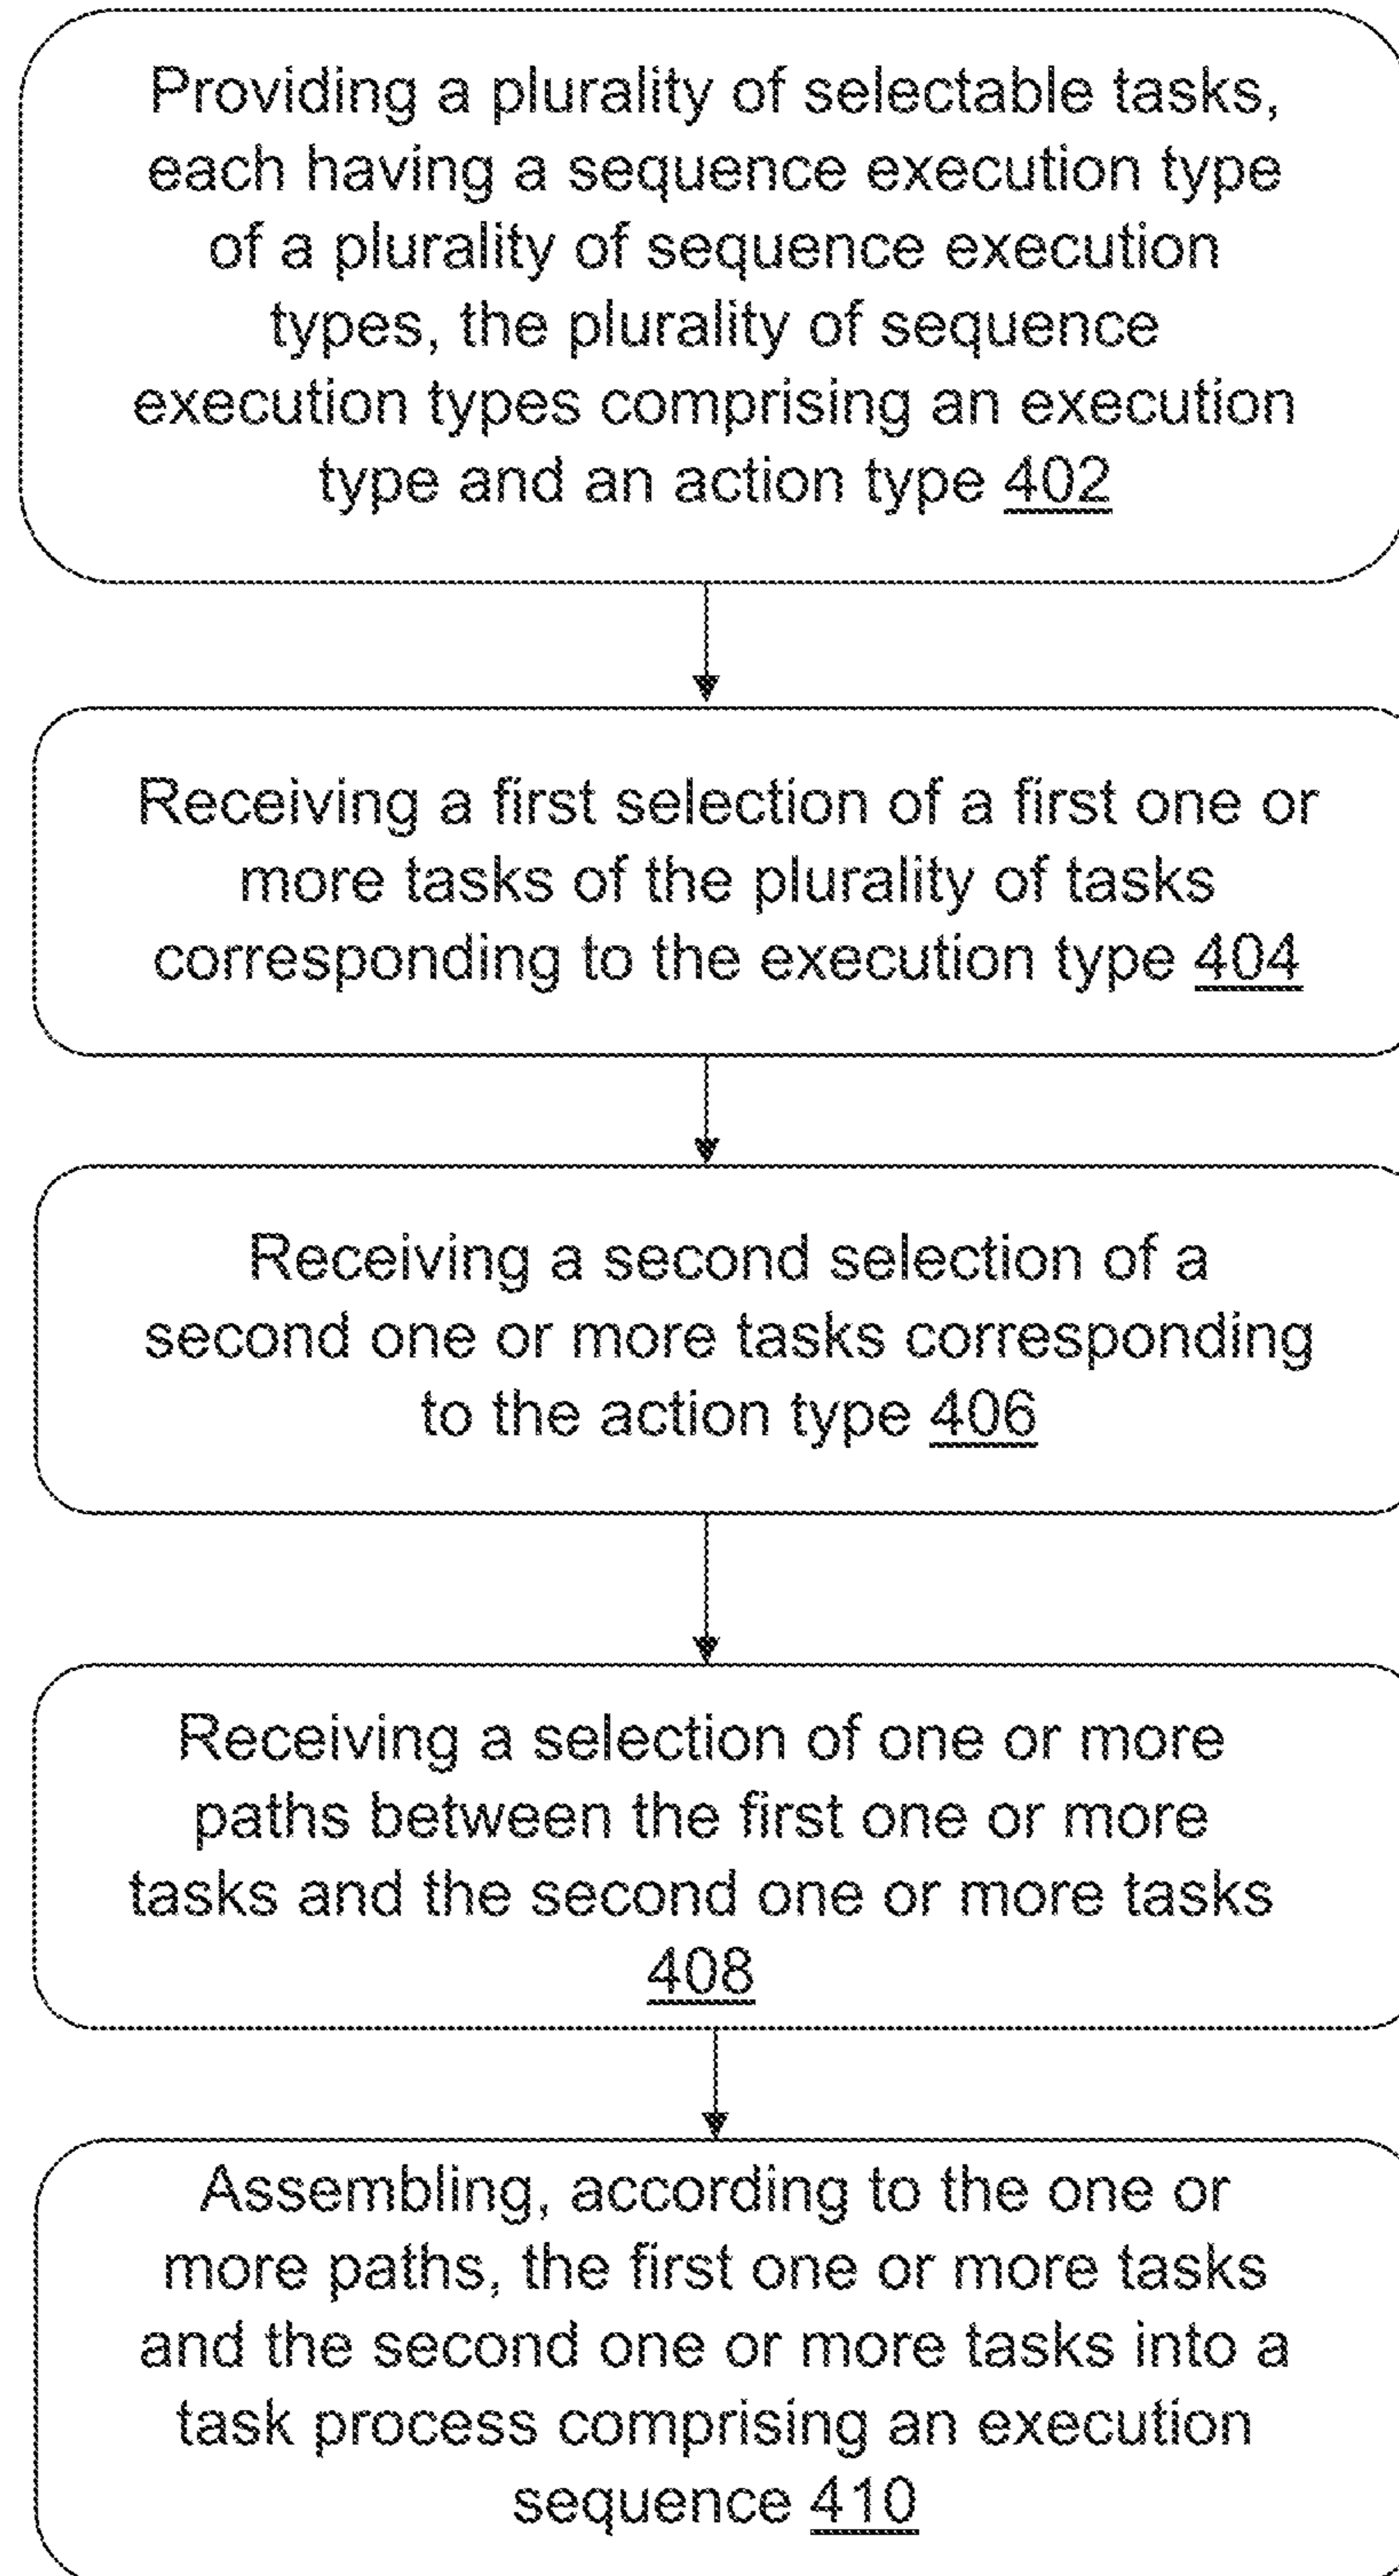 Providing a plurality of selectable tasks,
each having a sequence execution type
of a plurality of sequence execution
types, the plurality of sequence
execution types comprising an execution
type and an action type 402
Receiving a first selection of a first one or
more tasks of the plurality of tasks
corresponding to the execution type 404
Receiving a second selection of a
second one or more tasks corresponding
to the action type 406
Receiving a selection of one or more
paths between the first one or more
tasks and the second one or more tasks
408
Assembling, according to the one or
more paths, the first one or more tasks
and the second one or more tasks into a
task process comprising an execution
sequence 410